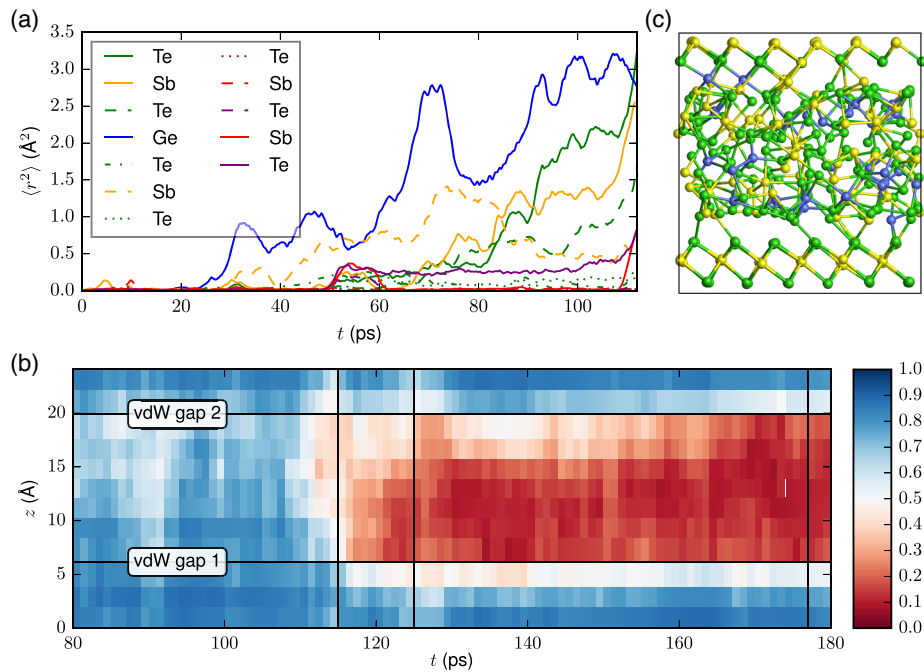 (a)
3.5
3.0
2.5
2.0
1.5
1.0
0.5
0.0
⟨r²⟩ (Å²)
Te
Sb
Te
Ge
Te
Sb
Te
Te
Sb
Te
Sb
Te
0
20
40
60
80
100
t (ps)
(c)
(b)
20
15
10
5
0
z (Å)
vdW gap 2
vdW gap 1
80
100
120
140
160
180
t (ps)
1.0
0.9
0.8
0.7
0.6
0.5
0.4
0.3
0.2
0.1
0.0